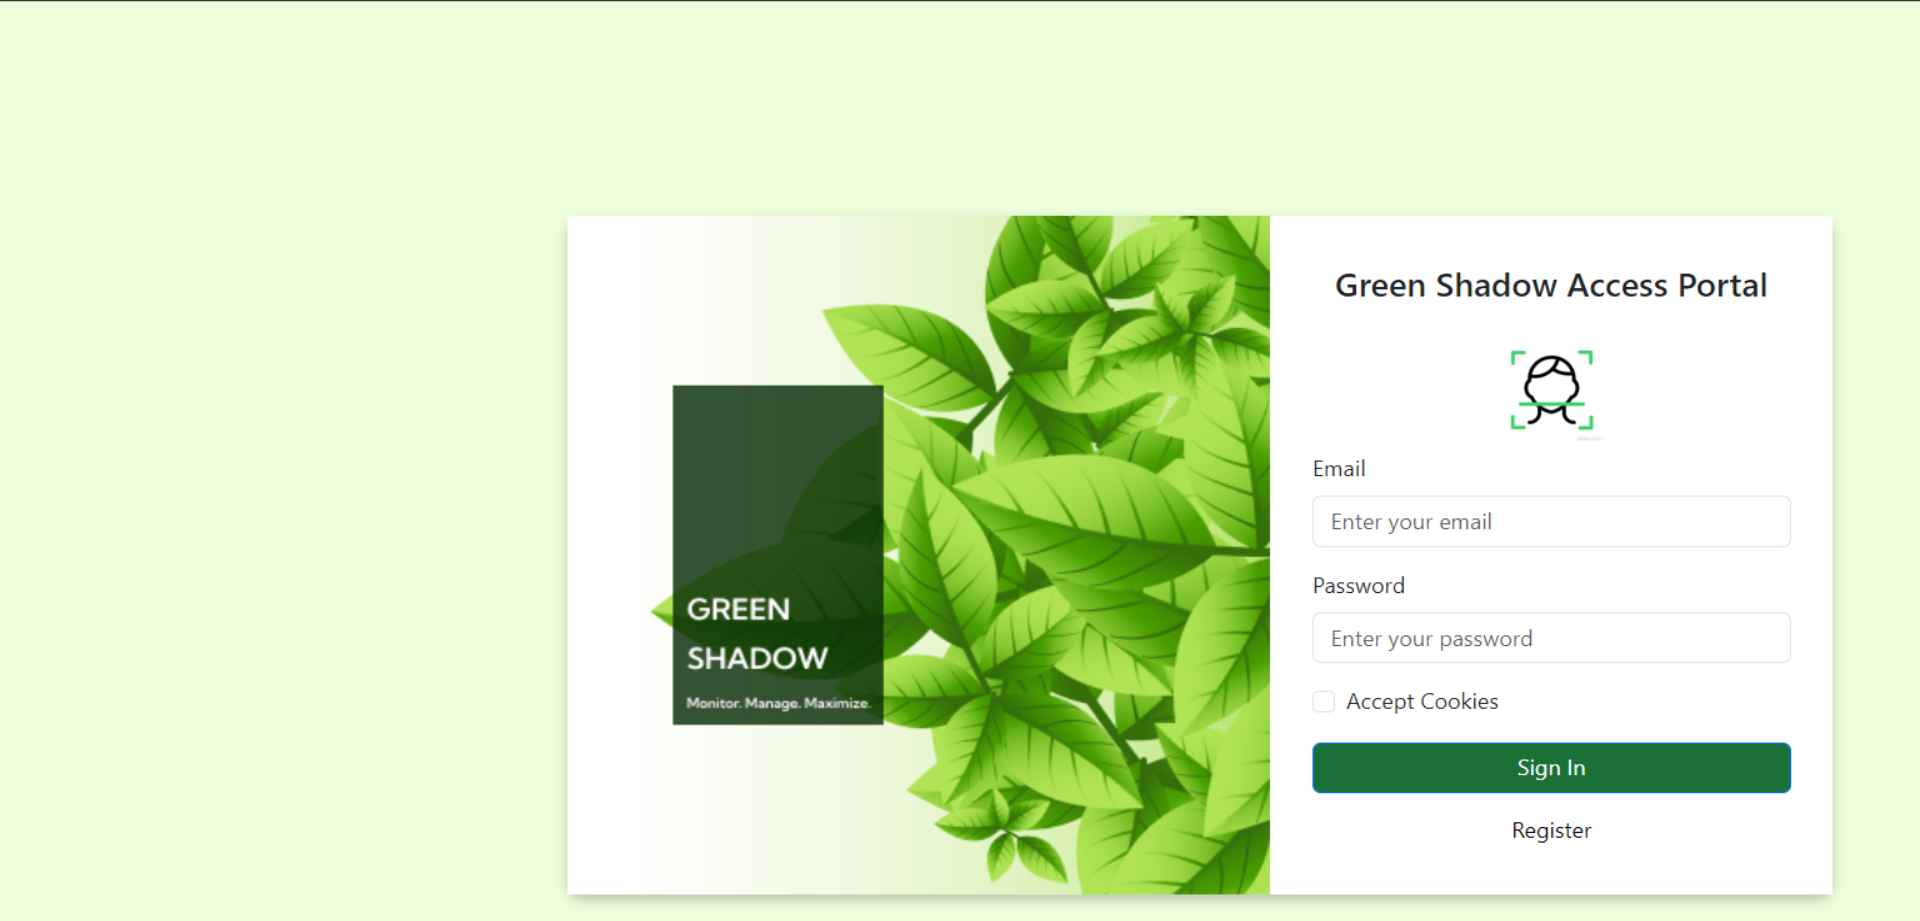 GREEN
SHADOW
Monitor. Manage. Maximize.
Green Shadow Access Portal
Email
Enter your email
Password
Enter your password
Accept Cookies
Sign In
Register